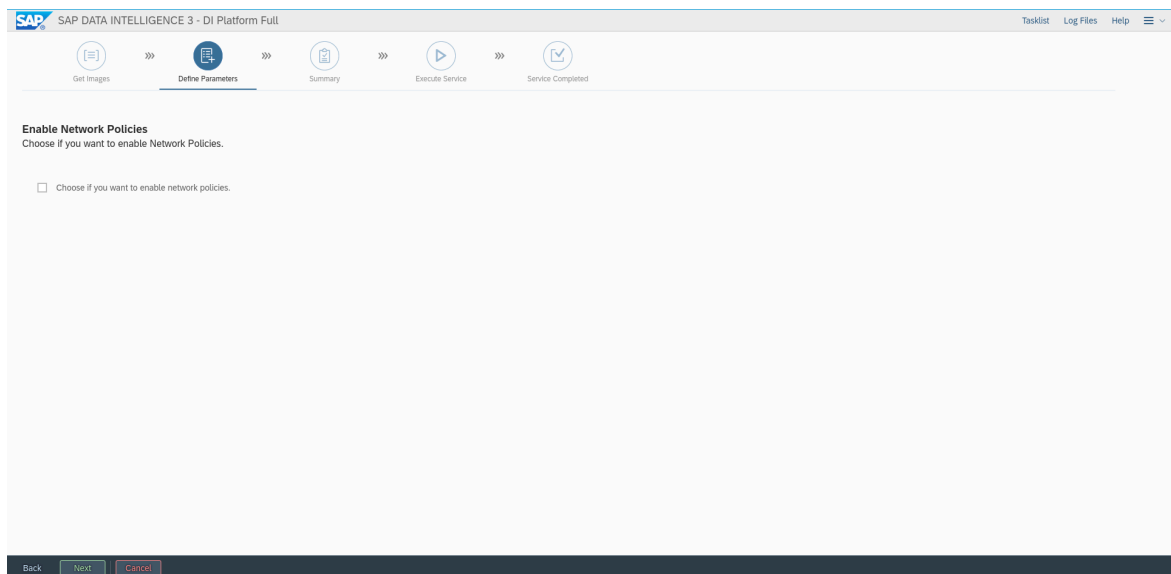 SAP SAP DATA INTELLIGENCE 3 - DI Platform Full Tasklist Log Files Help
Get Images Define Parameters Summary Execute Service Service Completed
Enable Network Policies
Choose if you want to enable Network Policies.
Choose if you want to enable network policies.
Back Next Cancel